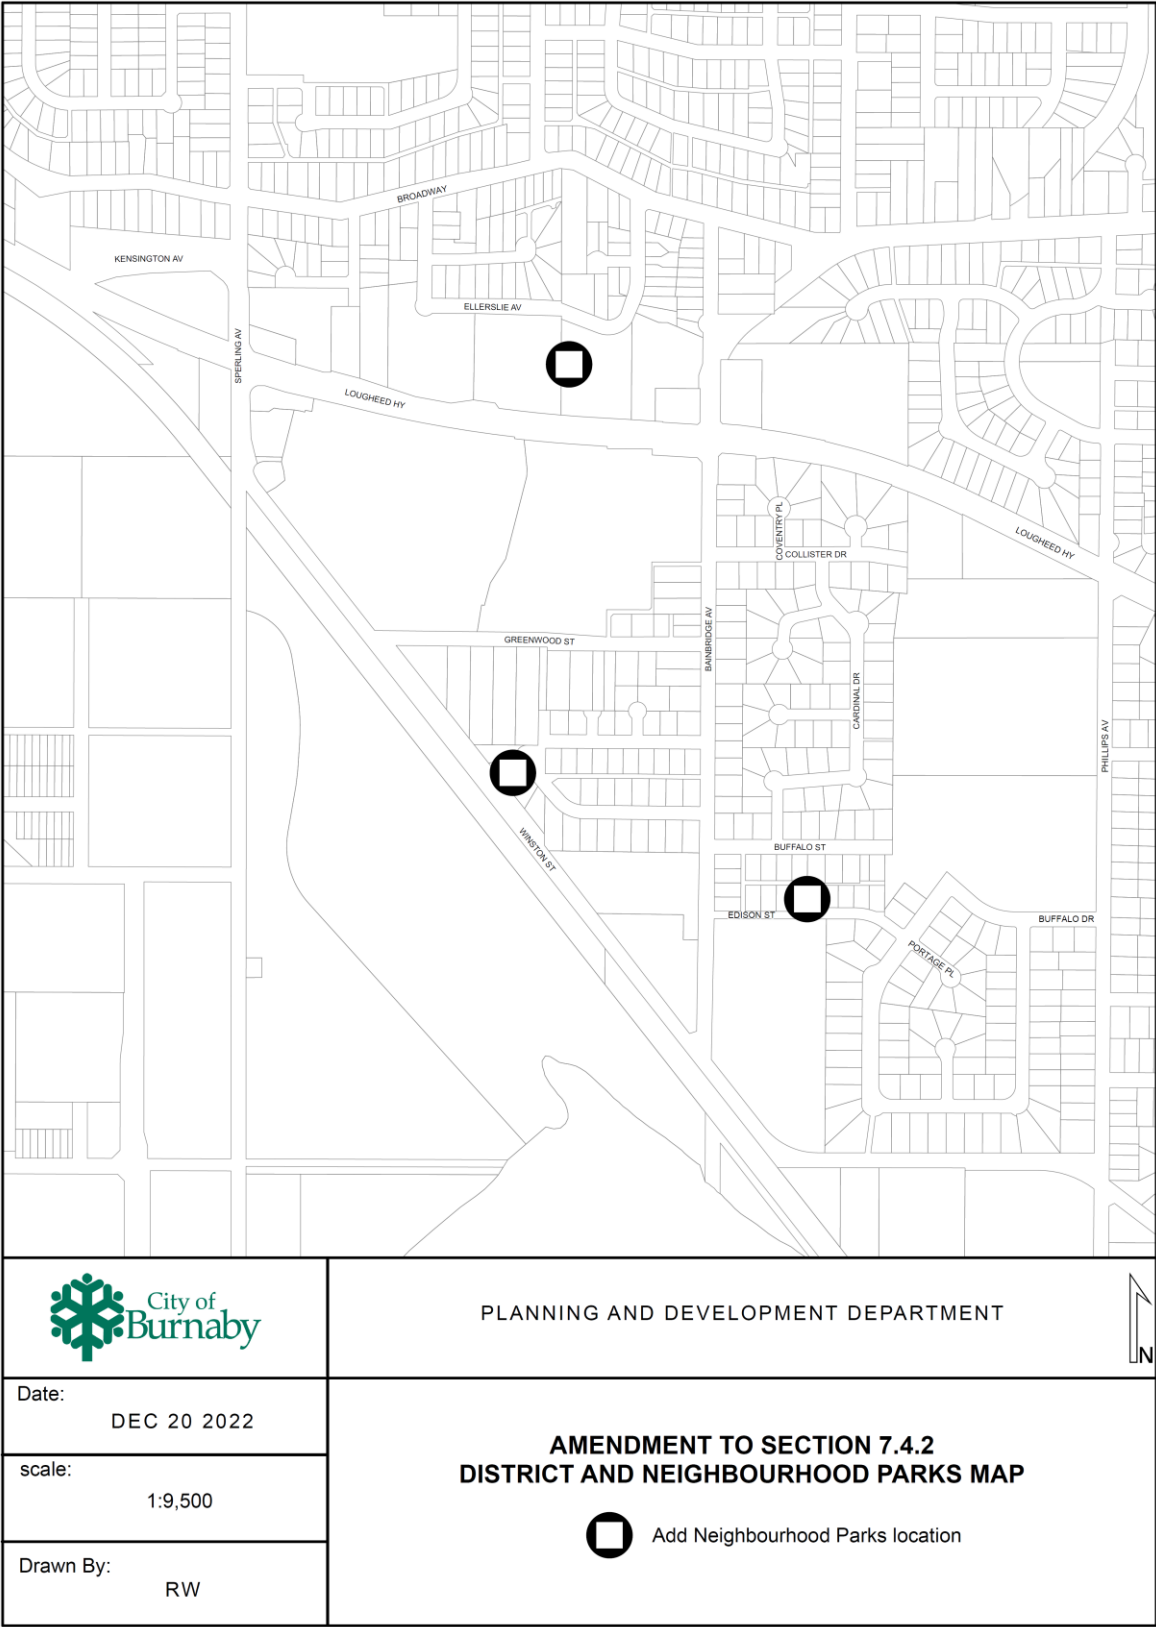 BROADWAY
KENSINGTON AV
ELLERSLIE AV
SPERLING AV
LOUGHEED HY
COVENTRY PL
LOUGHEED HY
COLLISTER DR
GREENWOOD ST
BAINBRIDGE AV
CARDINAL DR
PHILLIPS AV
WINSTON ST
BUFFALO ST
EDISON ST
BUFFALO DR
PORTAGE PL
City of
Burnaby
PLANNING AND DEVELOPMENT DEPARTMENT
N
Date:
DEC 20 2022
scale:
1:9,500
Drawn By:
RW
AMENDMENT TO SECTION 7.4.2
DISTRICT AND NEIGHBOURHOOD PARKS MAP
Add Neighbourhood Parks location